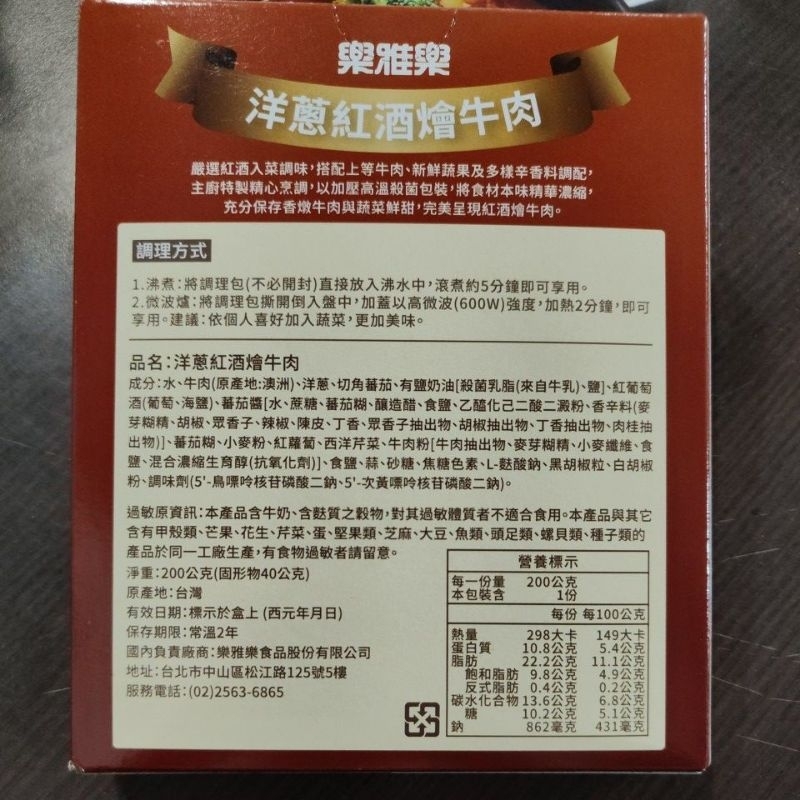 樂雅樂
洋蔥紅酒燴牛肉
嚴選紅酒入菜調味,搭配上等牛肉、新鮮蔬果及多樣辛香料調配,
主廚特製精心烹調,以加壓高溫殺菌包裝,將食材本味精華濃縮,
充分保存香燉牛肉與蔬菜鮮甜,完美呈現紅酒燴牛肉。
調理方式
1.沸煮:將調理包(不必開封)直接放入沸水中,滾煮約5分鐘即可享用。
2.微波爐:將調理包撕開倒入盤中,加蓋以高微波(600W)強度,加熱2分鐘,即可
享用。建議:依個人喜好加入蔬菜,更加美味。
品名:洋蔥紅酒燴牛肉
成分:水、牛肉(原產地:澳洲)、洋蔥、切角蕃茄、有鹽奶油[殺菌乳脂(來自牛乳)、鹽]、紅葡萄
酒(葡萄、海鹽)、蕃茄醬[水、蔗糖、蕃茄糊、釀造醋、食鹽、乙醯化己二酸二澱粉、香辛料(麥
芽糊精、胡椒、眾香子、辣椒、陳皮、丁香、眾香子抽出物、胡椒抽出物、丁香抽出物、肉桂抽
出物)]、蕃茄糊、小麥粉、紅蘿蔔、西洋芹菜、牛肉粉[牛肉抽出物、麥芽糊精、小麥纖維、食
鹽、混合濃縮生育醇(抗氧化劑)]、食鹽、蒜、砂糖、焦糖色素、L-麩酸鈉、黑胡椒粒、白胡椒
粉、調味劑(5'-鳥嘌呤核苷磷酸二鈉、5'-次黃嘌呤核苷磷酸二鈉)。
過敏原資訊:本產品含牛奶、含麩質之穀物,對其過敏體質者不適合食用。本產品與其它
含有甲殼類、芒果、花生、芹菜、蛋、堅果類、芝麻、大豆、魚類、頭足類、螺貝類、種子類的
產品於同一工廠生產,有食物過敏者請留意。
淨重:200公克(固形物40公克)
原產地:台灣
有效日期:標示於盒上 (西元年月日)
保存期限:常溫2年
國內負責廠商:樂雅樂食品股份有限公司
地址:台北市中山區松江路125號5樓
服務電話:(02)2563-6865
營養標示
每一份量 200公克
本包裝含 1份
每份 每100公克
熱量 298大卡 149大卡
蛋白質 10.8公克 5.4公克
脂肪 22.2公克 11.1公克
飽和脂肪 9.8公克 4.9公克
反式脂肪 0.4公克 0.2公克
碳水化合物 13.6公克 6.8公克
糖 10.2公克 5.1公克
鈉 862毫克 431毫克